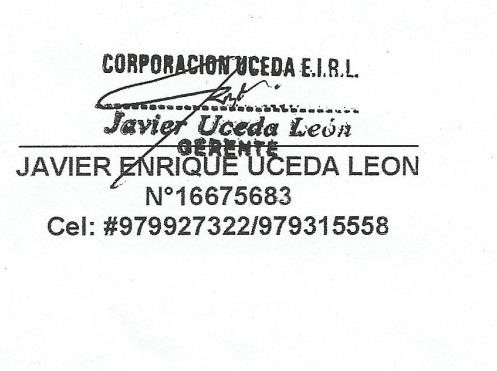 CORPORACION UCEDA E.I.R.L.
Javier Uceda León
GERENTE
JAVIER ENRIQUE UCEDA LEON
N°16675683
Cel: #979927322/979315558